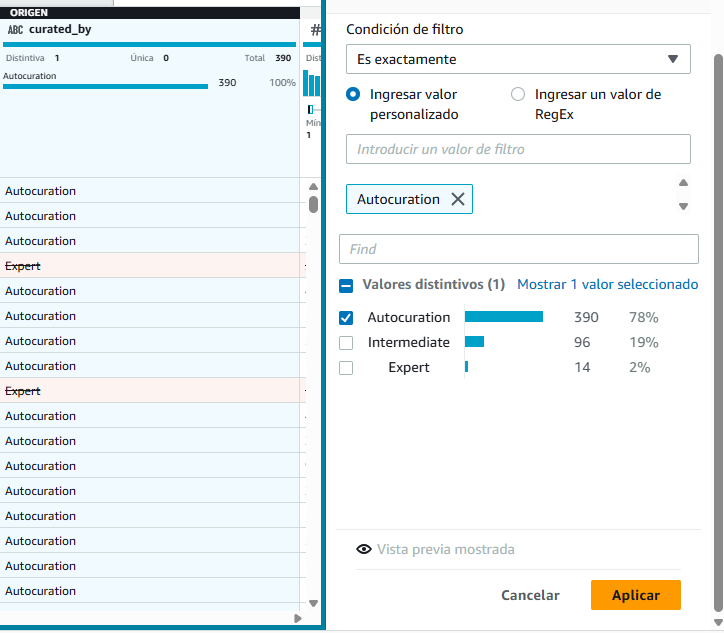 ORIGEN
ABC curated_by
#
Distintiva 1 Única 0 Total 390
Dist
Autocuration 390 100%
Mín
1
Autocuration
Autocuration
Autocuration
Expert
Autocuration
Autocuration
Autocuration
Autocuration
Expert
Autocuration
Autocuration
Autocuration
Autocuration
Autocuration
Autocuration
Autocuration
Autocuration
Condición de filtro
Es exactamente
Ingresar valor
personalizado
Ingresar un valor de
RegEx
Introducir un valor de filtro
Autocuration
Find
Valores distintivos (1) Mostrar 1 valor seleccionado
Autocuration 390 78%
Intermediate 96 19%
Expert 14 2%
Vista previa mostrada
Cancelar Aplicar